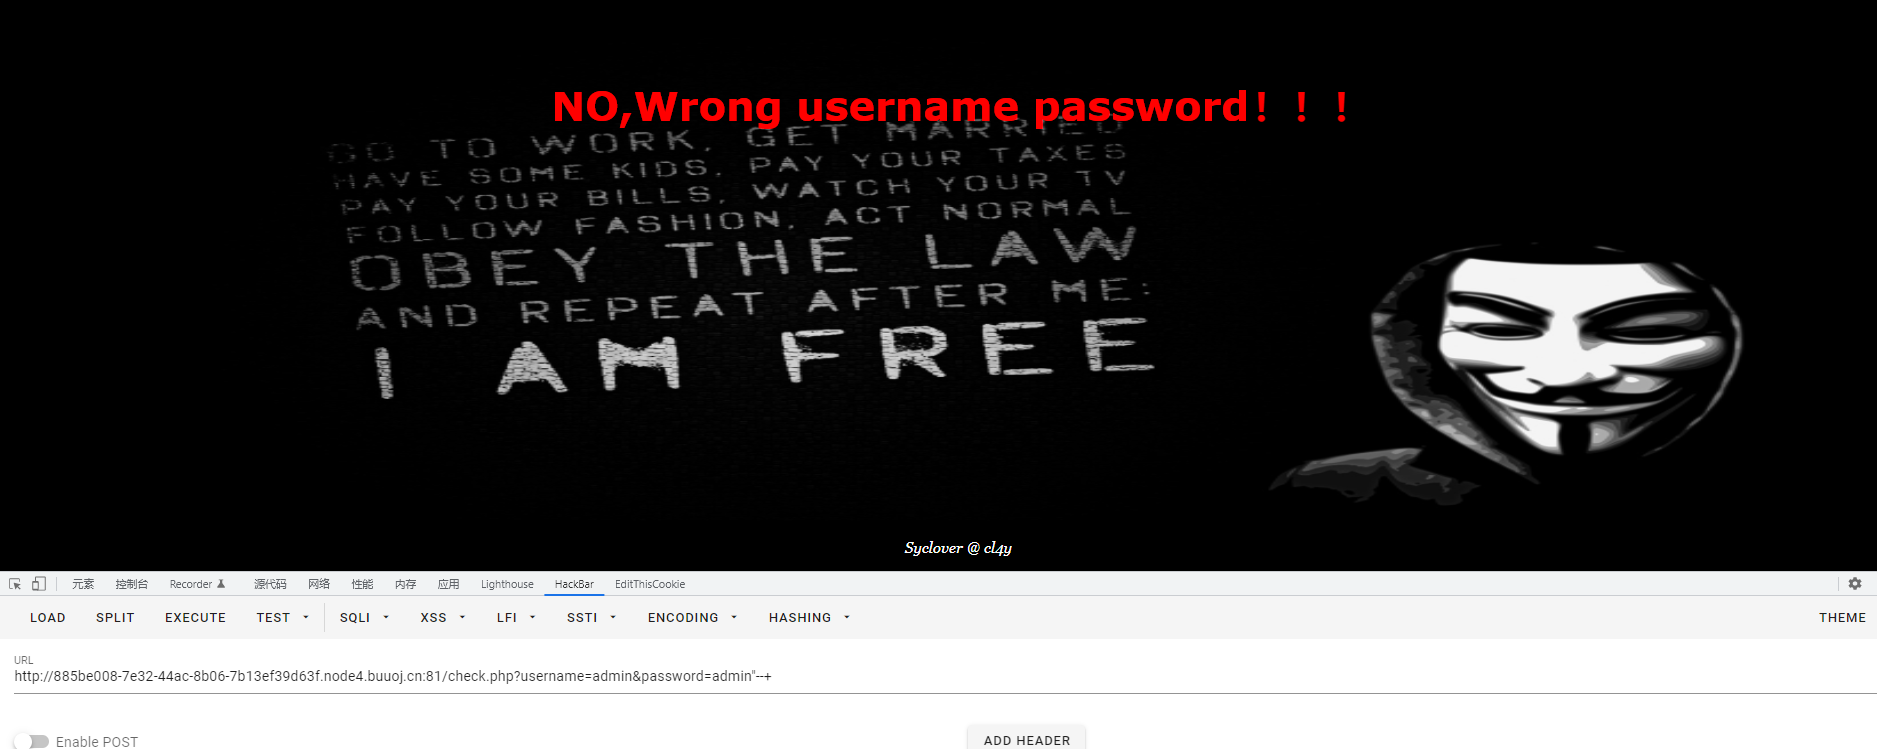 NO,Wrong username password！！！
GO TO WORK, GET MARRIED
HAVE SOME KIDS, PAY YOUR TAXES
PAY YOUR BILLS, WATCH YOUR TV
FOLLOW FASHION, ACT NORMAL
OBEY THE LAW
AND REPEAT AFTER ME:
I AM FREE
Syclover @ cl4y
元素 控制台 Recorder 源代码 网络 性能 内存 应用 Lighthouse HackBar EditThisCookie
LOAD SPLIT EXECUTE TEST SQLI XSS LFI SSTI ENCODING HASHING THEME
URL
http://885be008-7e32-44ac-8b06-7b13ef39d63f.node4.buuoj.cn:81/check.php?username=admin&password=admin"--+
Enable POST ADD HEADER